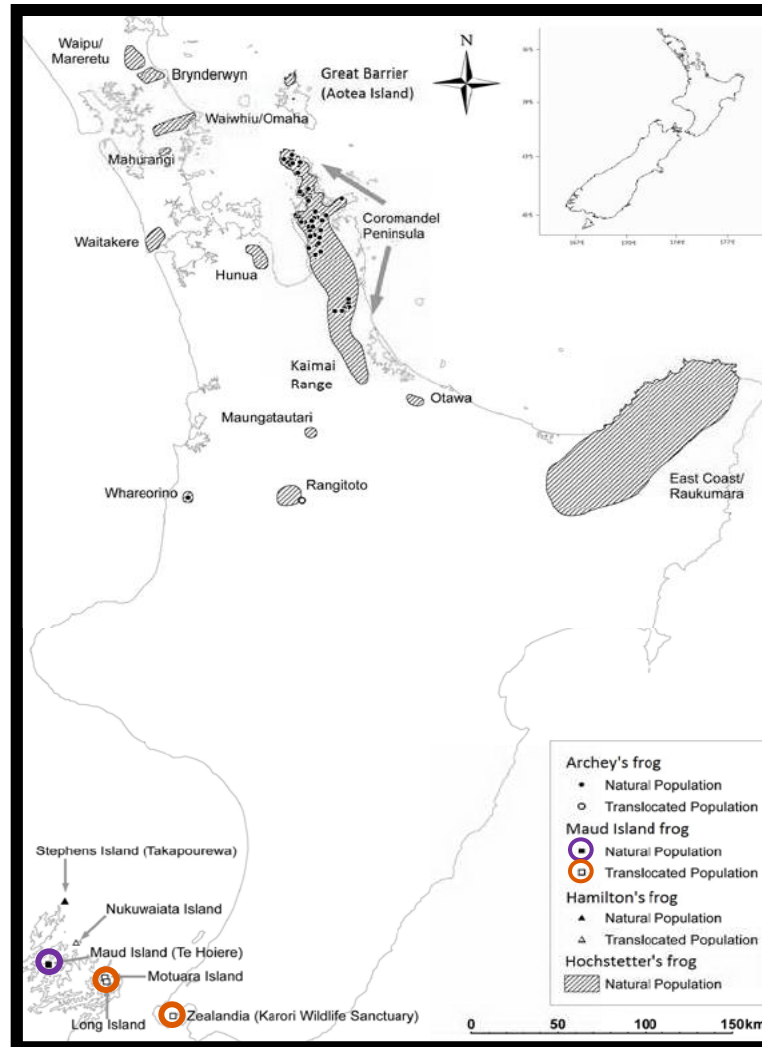 Waipu/
Mareretu
Brynderwyn
N
Great Barrier
(Aotea Island)
Waiwhiu/Omaha
Mahurangi
Coromandel
Peninsula
Waitakere
Hunua
Kaimai
Range
Otawa
Maungatautari
Whareorino
Rangitoto
East Coast/
Raukumara
Archey's frog
Natural Population
Translocated Population
Maud Island frog
Natural Population
Translocated Population
Hamilton's frog
Natural Population
Translocated Population
Hochstetter's frog
Natural Population
Stephens Island (Takapourewa)
Nukuwaiata Island
Maud Island (Te Hoiere)
Motuara Island
Long Island
Zealandia (Karori Wildlife Sanctuary)
0 50 100 150km